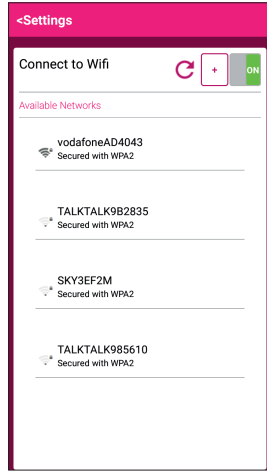 <Settings
Connect to Wifi
+
ON
Available Networks
vodafoneAD4043
Secured with WPA2
TALKTALK9B2835
Secured with WPA2
SKY3EF2M
Secured with WPA2
TALKTALK985610
Secured with WPA2